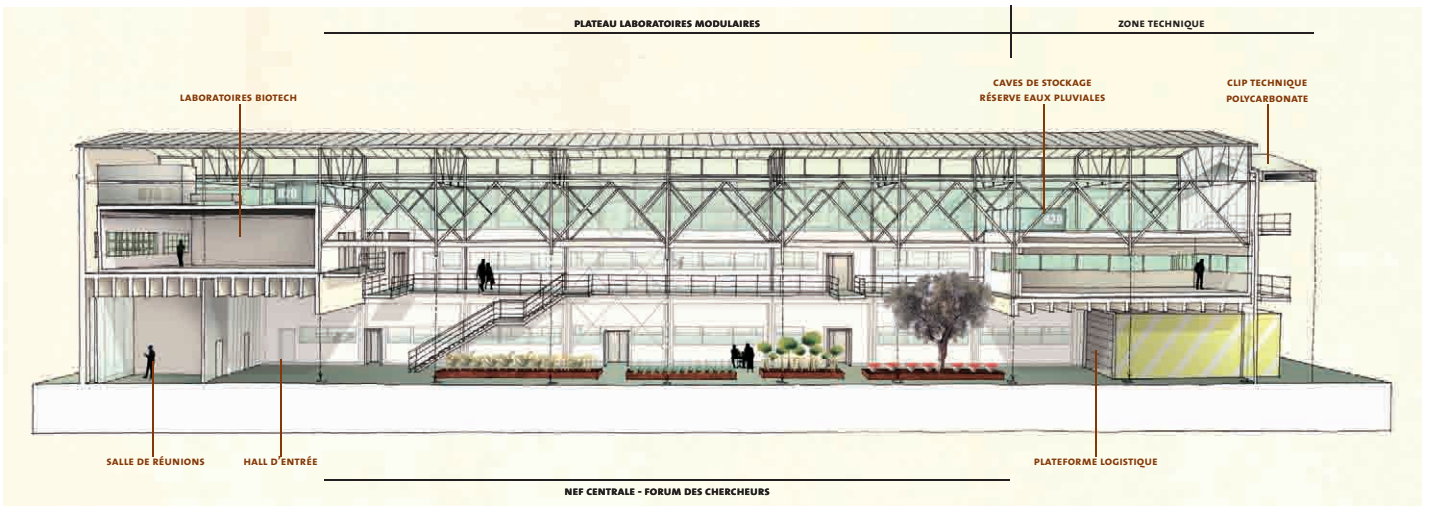 PLATEAU LABORATOIRES MODULAIRES
ZONE TECHNIQUE
LABORATOIRES BIOTECH
CAVES DE STOCKAGE
RÉSERVE EAUX PLUVIALES
CLIP TECHNIQUE
POLYCARBONATE
SALLE DE RÉUNIONS
HALL D'ENTRÉE
PLATEFORME LOGISTIQUE
NEF CENTRALE - FORUM DES CHERCHEURS